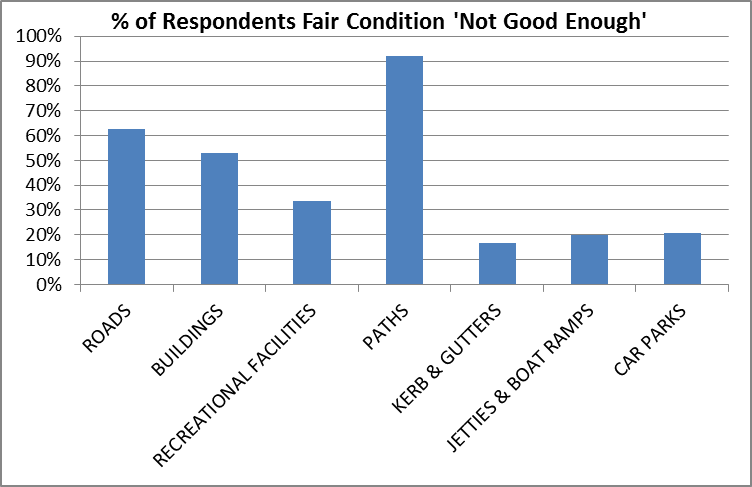 % of Respondents Fair Condition 'Not Good Enough'
100%
90%
80%
70%
60%
50%
40%
30%
20%
10%
0%
ROADS
BUILDINGS
RECREATIONAL FACILITIES
PATHS
KERB & GUTTERS
JETTIES & BOAT RAMPS
CAR PARKS